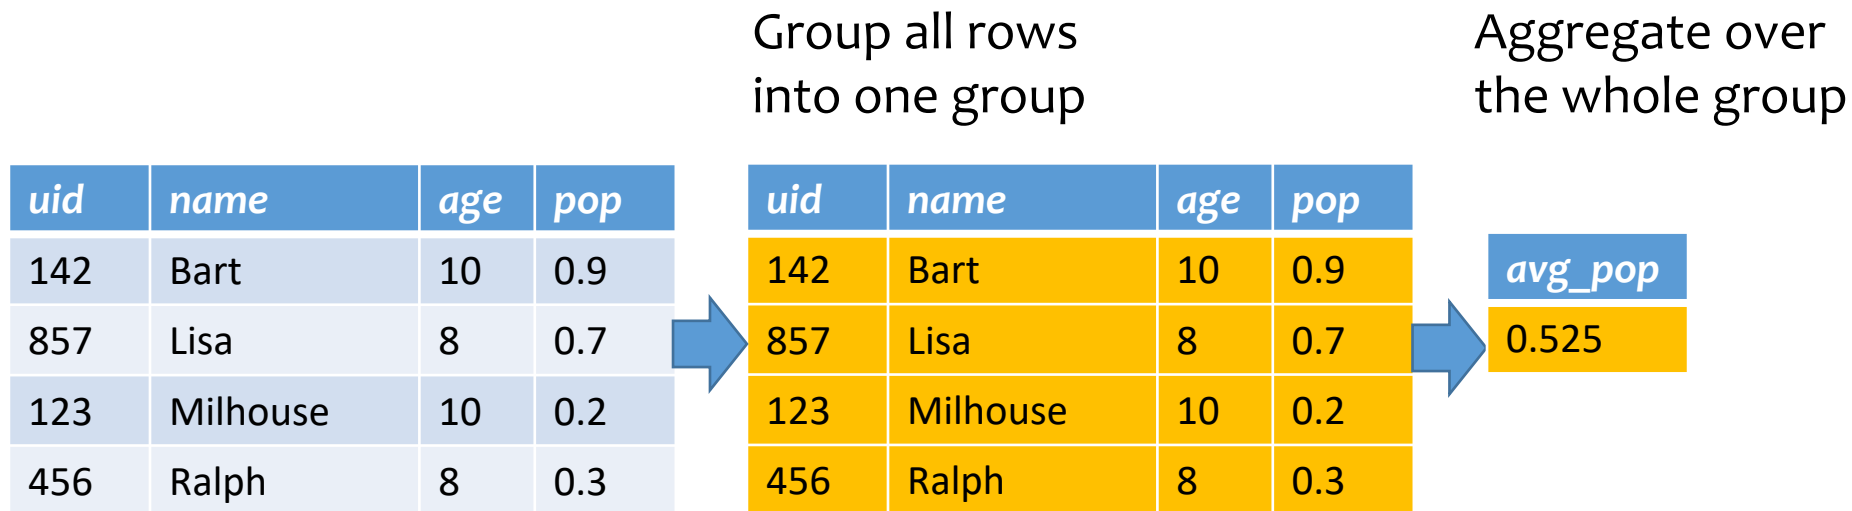 Group all rows
into one group
Aggregate over
the whole group
uid name age pop
142 Bart 10 0.9
857 Lisa 8 0.7
123 Milhouse 10 0.2
456 Ralph 8 0.3
uid name age pop
142 Bart 10 0.9
857 Lisa 8 0.7
123 Milhouse 10 0.2
456 Ralph 8 0.3
avg_pop
0.525